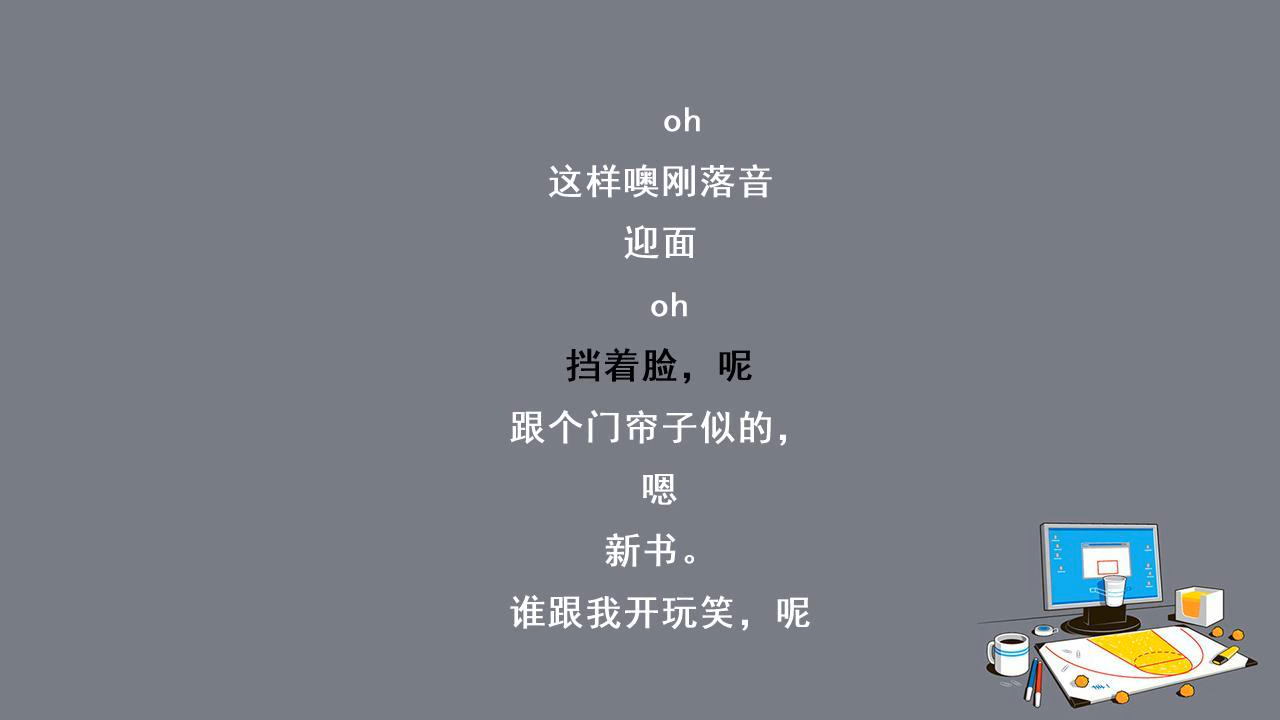 oh
这样噢刚落音
迎面
oh
挡着脸，呢
跟个门帘子似的，
嗯
新书。
谁跟我开玩笑，呢